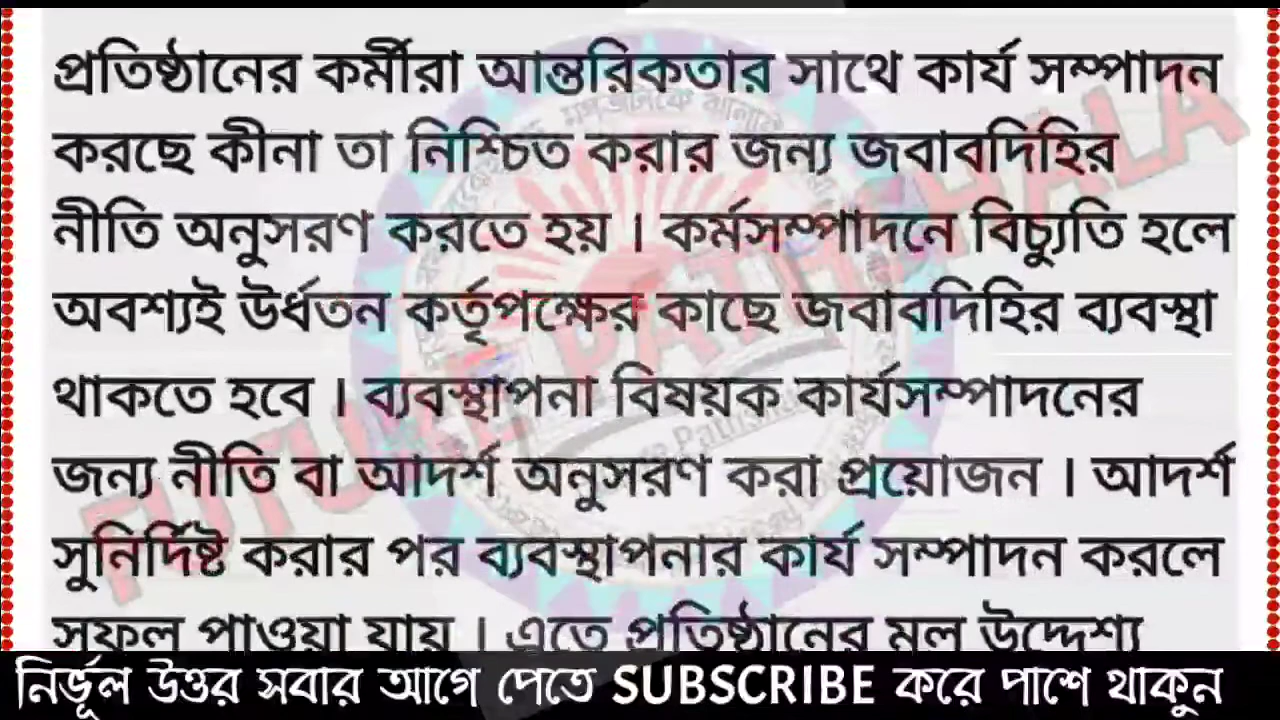 প্রতিষ্ঠানের কর্মীরা আন্তরিকতার সাথে কার্য সম্পাদন
করছে কীনা তা নিশ্চিত করার জন্য জবাবদিহির
নীতি অনুসরণ করতে হয় । কর্মসম্পাদনে বিচ্যুতি হলে
অবশ্যই উর্ধতন কর্তৃপক্ষের কাছে জবাবদিহির ব্যবস্থা
থাকতে হবে । ব্যবস্থাপনা বিষয়ক কার্যসম্পাদনের
জন্য নীতি বা আদর্শ অনুসরণ করা প্রয়োজন । আদর্শ
সুনির্দিষ্ট করার পর ব্যবস্থাপনার কার্য সম্পাদন করলে
সুফল পাওয়া যায় । এতে প্রতিষ্ঠানের মূল উদ্দেশ্য
নির্ভূল উত্তর সবার আগে পেতে SUBSCRIBE করে পাশে থাকুন
FUTURE PATHSHALA